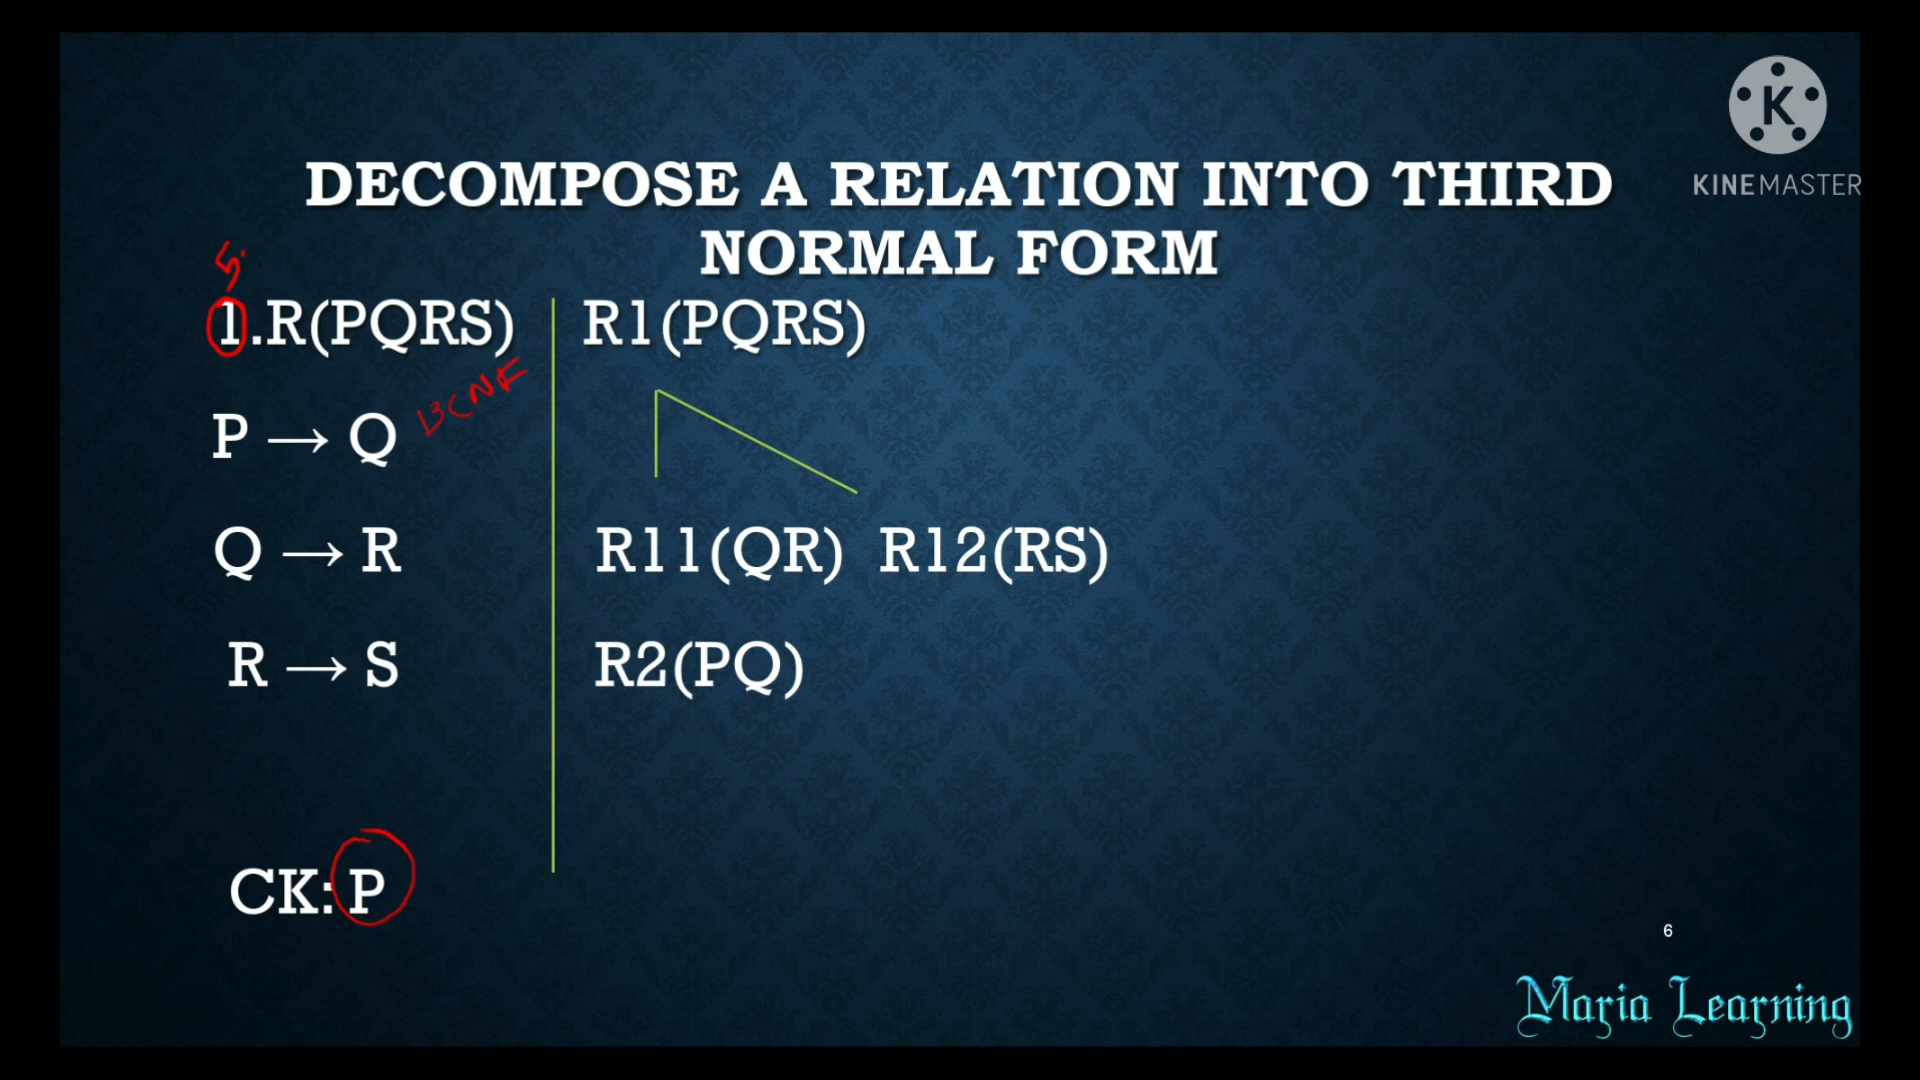 K
KINEMASTER
DECOMPOSE A RELATION INTO THIRD
NORMAL FORM
5.
1.R(PQRS)
R1(PQRS)
P → Q
BCNF
Q → R
R11(QR) R12(RS)
R → S
R2(PQ)
CK: P
6
Maria Learning